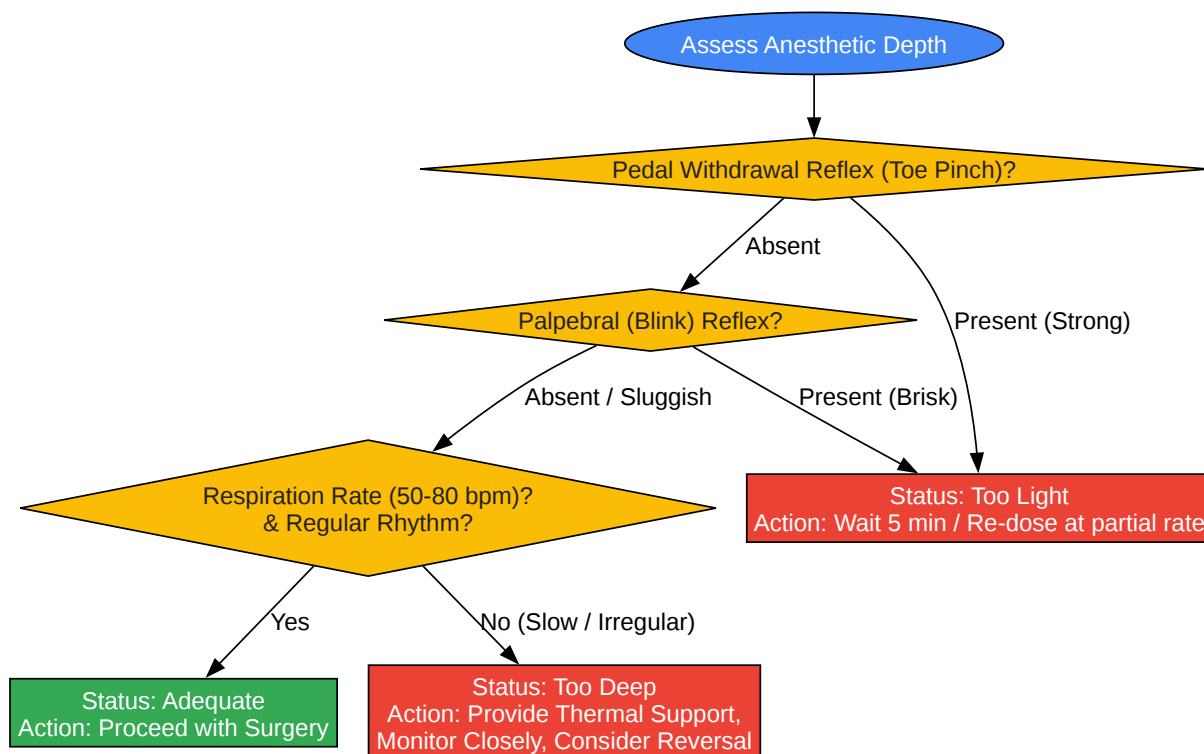 Assess Anesthetic Depth
Pedal Withdrawal Reflex (Toe Pinch)?
Absent
Present (Strong)
Palpebral (Blink) Reflex?
Absent / Sluggish
Present (Brisk)
Respiration Rate (50-80 bpm)?
& Regular Rhythm?
Status: Too Light
Action: Wait 5 min / Re-dose at partial rate
Yes
No (Slow / Irregular)
Status: Adequate
Action: Proceed with Surgery
Status: Too Deep
Action: Provide Thermal Support,
Monitor Closely, Consider Reversal